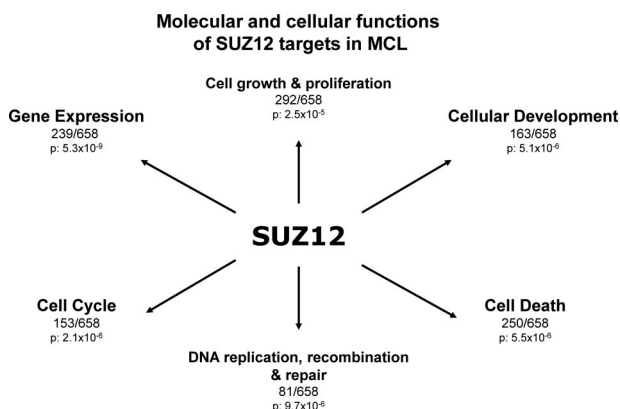 Molecular and cellular functions
of SUZ12 targets in MCL
Cell growth & proliferation
292/658
p: 2.5x10⁻⁵
Gene Expression
239/658
p: 5.3x10⁻⁹
Cellular Development
163/658
p: 5.1x10⁻⁶
SUZ12
Cell Cycle
153/658
p: 2.1x10⁻⁶
Cell Death
250/658
p: 5.5x10⁻⁶
DNA replication, recombination
& repair
81/658
p: 9.7x10⁻⁶